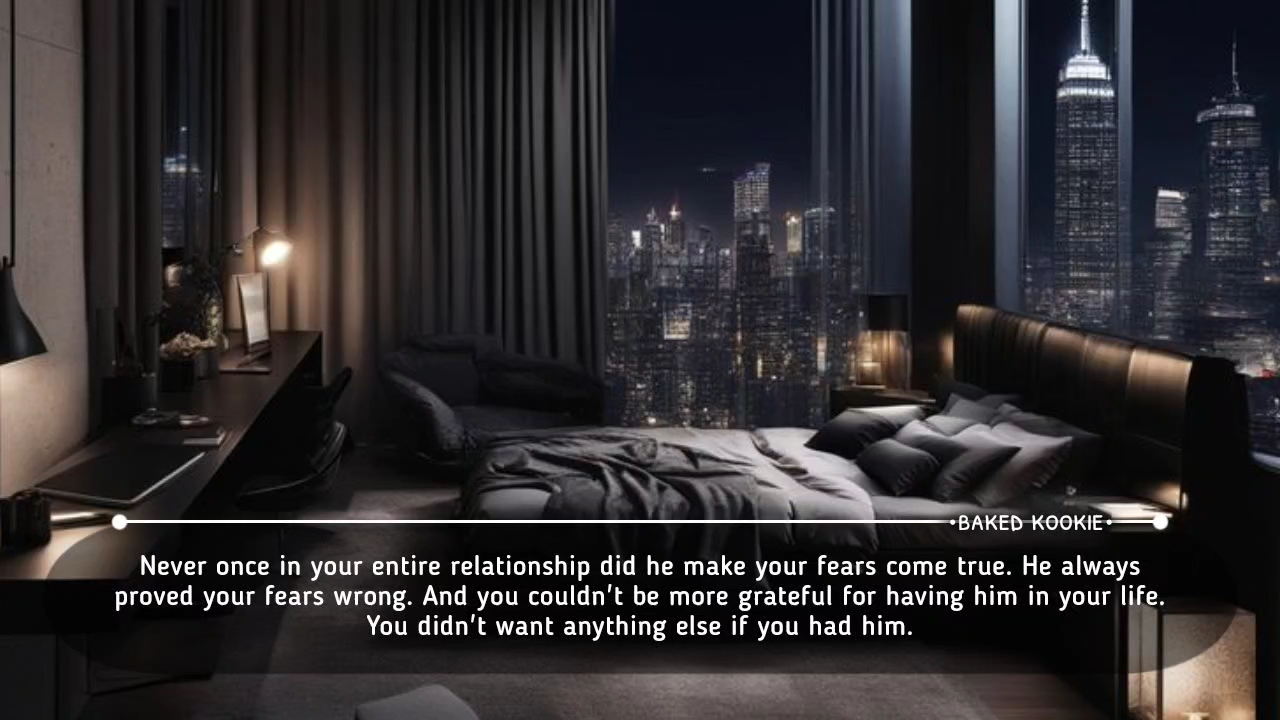 •BAKED KOOKIE•
Never once in your entire relationship did he make your fears come true. He always
proved your fears wrong. And you couldn't be more grateful for having him in your life.
You didn't want anything else if you had him.